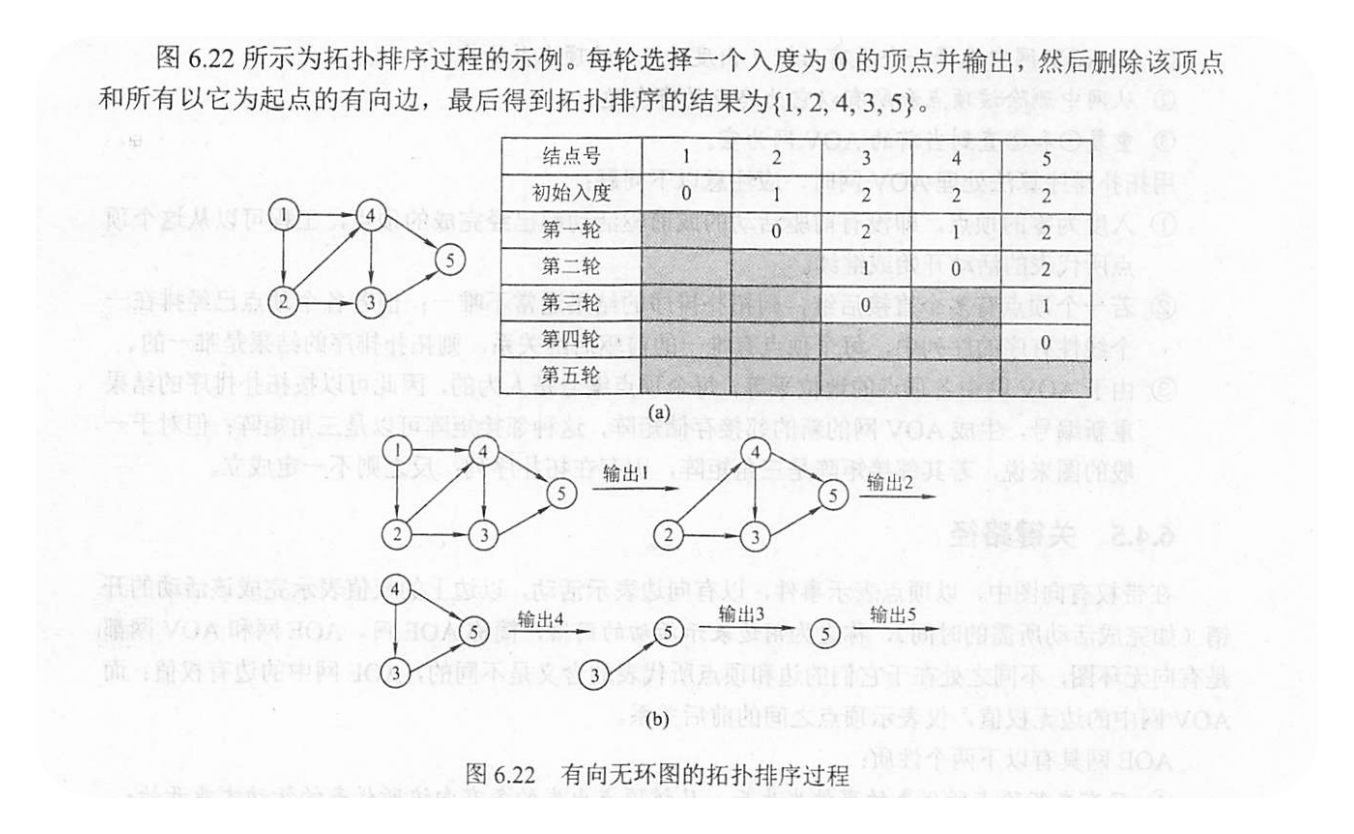 图 6.22 所示为拓扑排序过程的示例。每轮选择一个入度为 0 的顶点并输出，然后删除该顶点
和所有以它为起点的有向边，最后得到拓扑排序的结果为{1, 2, 4, 3, 5}。
结点号 1 2 3 4 5
初始入度 0 1 2 2 2
第一轮 0 2 1 2
第二轮 1 0 2
第三轮 0 1
第四轮 0
第五轮
1 4
5
2 3
(a)
1 4 4
5 输出1 5 输出2
2 3 2 3
4
5 输出4 5 输出3 5 输出5
3 3
(b)
图 6.22 有向无环图的拓扑排序过程